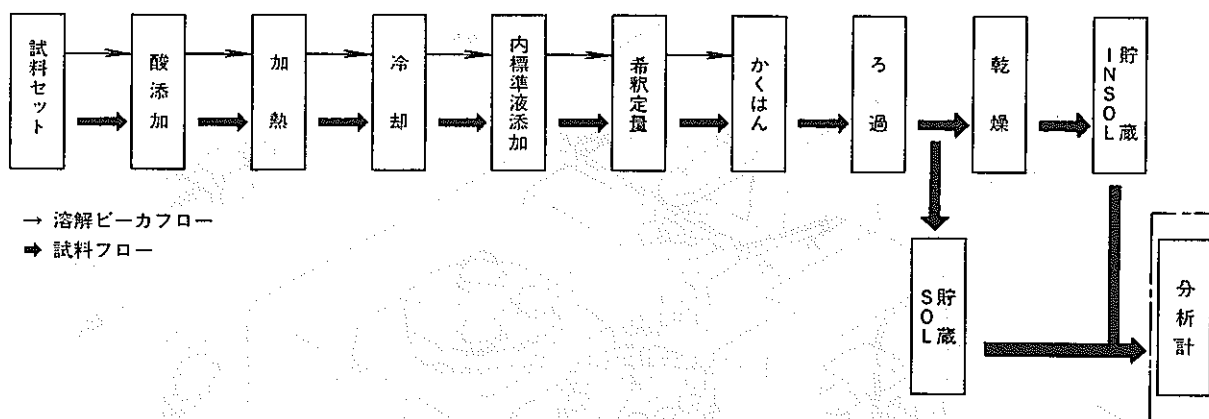 試料セット
酸添加
加熱
冷却
内標準液添加
希釈定量
かくはん
ろ過
乾燥
INSOL貯蔵
→ 溶解ビーカフロー
➡ 試料フロー
SOL貯蔵
分析計